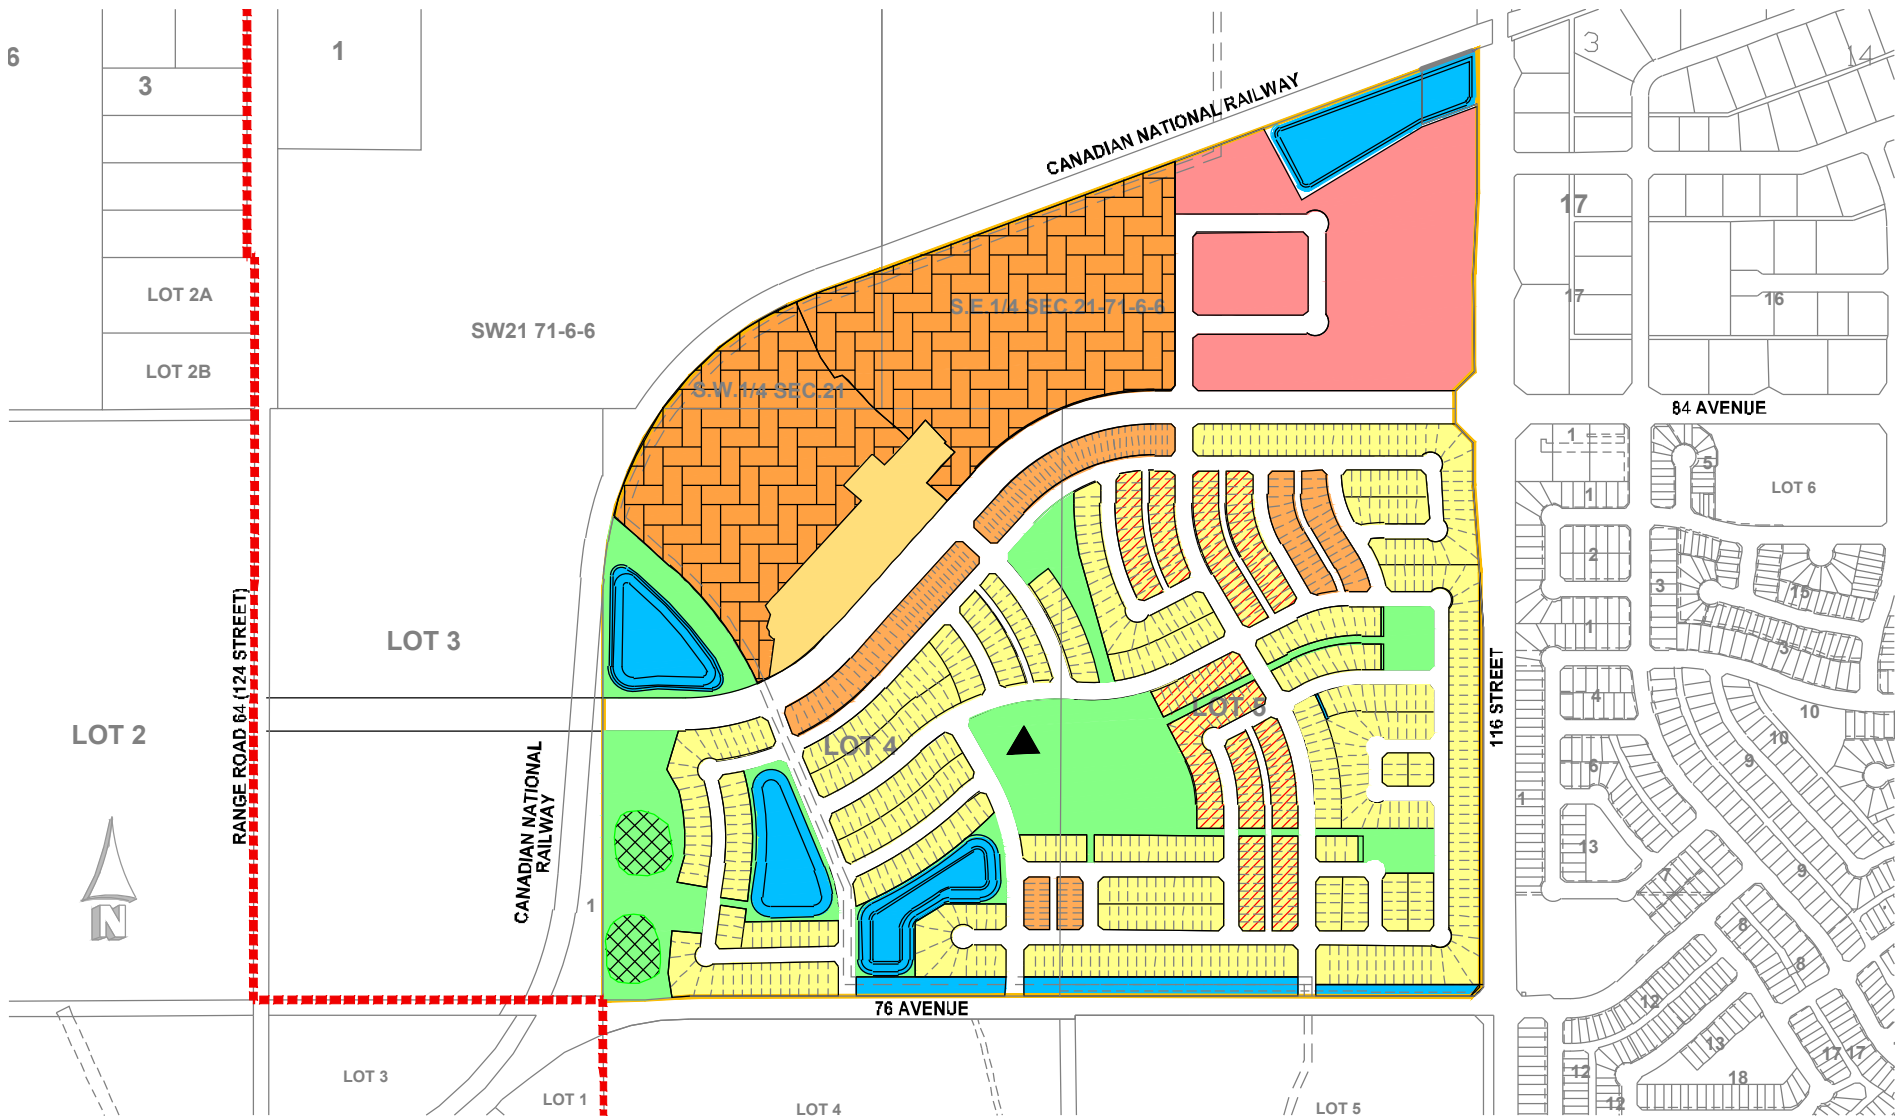 6
3
1
3
14
CANADIAN NATIONAL RAILWAY
17
LOT 2A
S.E.1/4 SEC.21-71-6-6
17
16
SW21 71-6-6
LOT 2B
S.W.1/4 SEC.21
84 AVENUE
1
5
LOT 6
1
2
3
15
RANGE ROAD 64 (124 STREET)
LOT 3
1
3
116 STREET
4
LOT 2
LOT 4
LOT 5
10
10
9
6
CANADIAN NATIONAL
RAILWAY
1
13
7
9
N
1
8
8
76 AVENUE
12
13
17
17
LOT 3
12
18
LOT 1
LOT 4
LOT 5
12